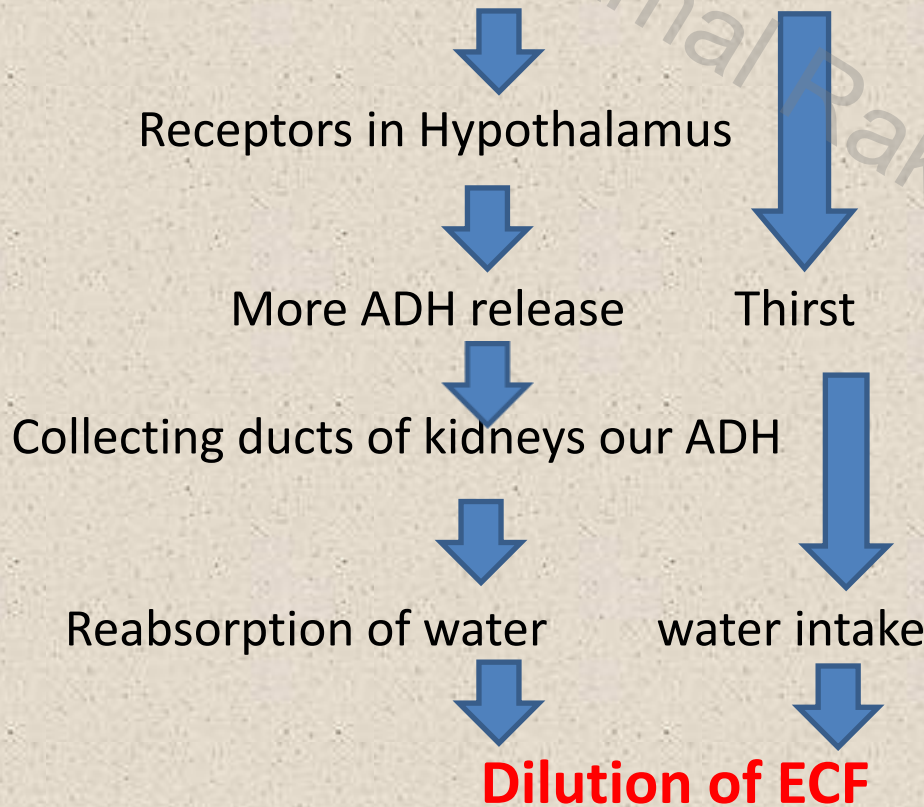 Receptors in Hypothalamus
More ADH release Thirst
Collecting ducts of kidneys our ADH
Reabsorption of water water intake
Dilution of ECF